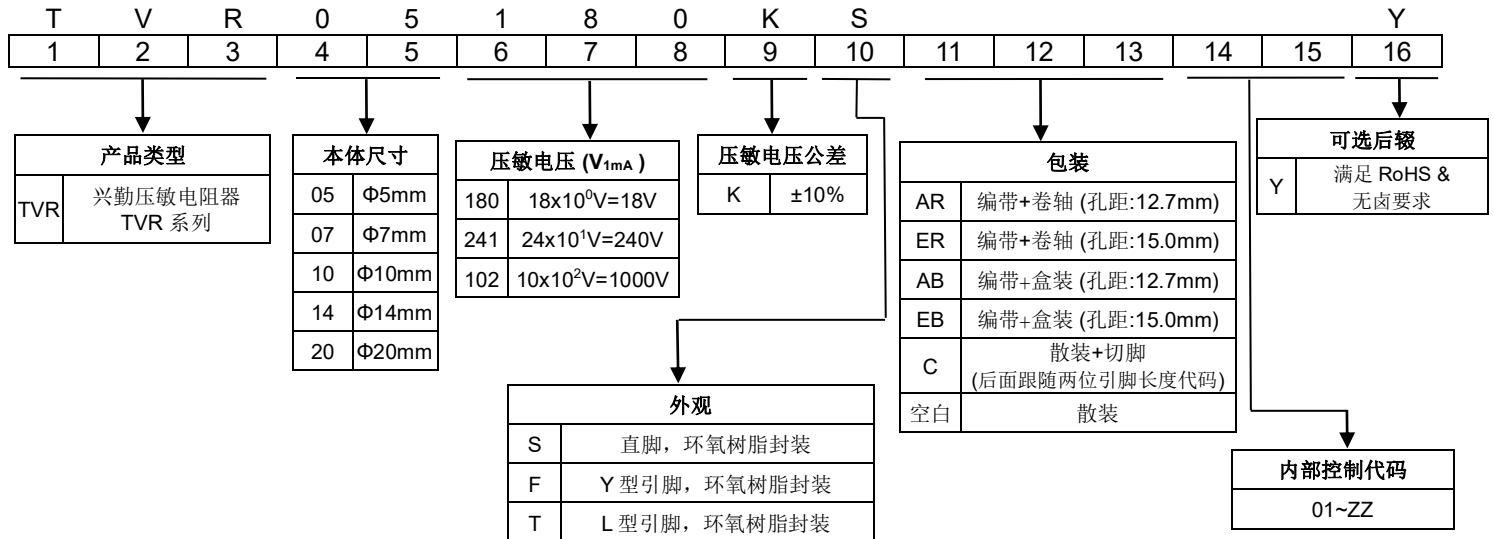 T V R 0 5 1 8 0 K S Y
1 2 3 4 5 6 7 8 9 10 11 12 13 14 15 16
产品类型
TVR 兴勤压敏电阻器
TVR 系列
本体尺寸
05 Φ5mm
07 Φ7mm
10 Φ10mm
14 Φ14mm
20 Φ20mm
压敏电压 (V1mA )
180 18x10⁰V=18V
241 24x10¹V=240V
102 10x10²V=1000V
压敏电压公差
K ±10%
外观
S 直脚，环氧树脂封装
F Y 型引脚，环氧树脂封装
T L 型引脚，环氧树脂封装
包装
AR 编带+卷轴 (孔距:12.7mm)
ER 编带+卷轴 (孔距:15.0mm)
AB 编带+盒装 (孔距:12.7mm)
EB 编带+盒装 (孔距:15.0mm)
C 散装+切脚
(后面跟随两位引脚长度代码)
空白 散装
内部控制代码
01~ZZ
可选后辍
Y 满足 RoHS &
无卤要求